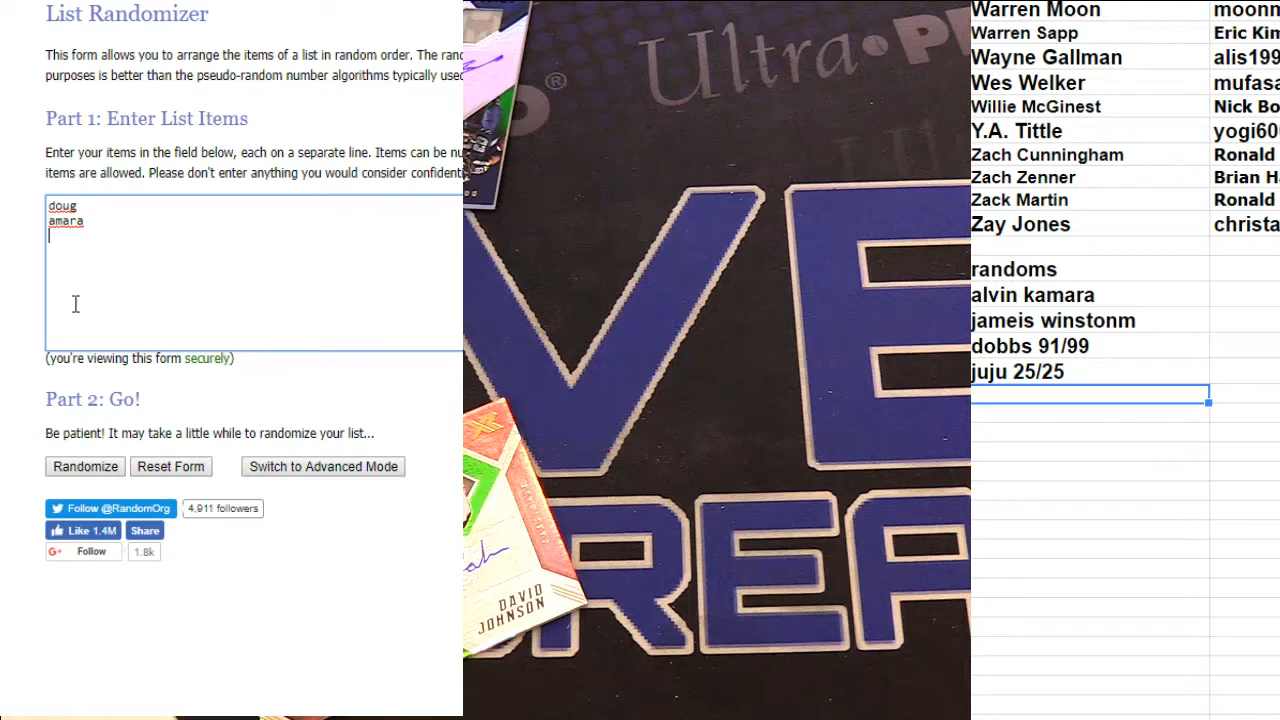 List Randomizer
This form allows you to arrange the items of a list in random order. The
purposes is better than the pseudo-random number algorithms typically used
Part 1: Enter List Items
Enter your items in the field below, each on a separate line. Items can be
items are allowed. Please don't enter anything you would consider
doug
amara
(you're viewing this form securely)
Part 2: Go!
Be patient! It may take a little while to randomize your list...
Randomize Reset Form Switch to Advanced Mode
Follow @RandomOrg 4,911 followers
Like 1.4M Share
G+ Follow 1.8k
Ultra PR
VE
REA
DAVID
JOHNSON
Warren Moon
Warren Sapp Eric
Wayne Gallman alis199
Wes Welker mufasa
Willie McGinest Nick
Y.A. Tittle yogi60
Zach Cunningham Ronald
Zach Zenner Brian
Zack Martin Ronald
Zay Jones christa
randoms
alvin kamara
jameis winstonm
dobbs 91/99
juju 25/25